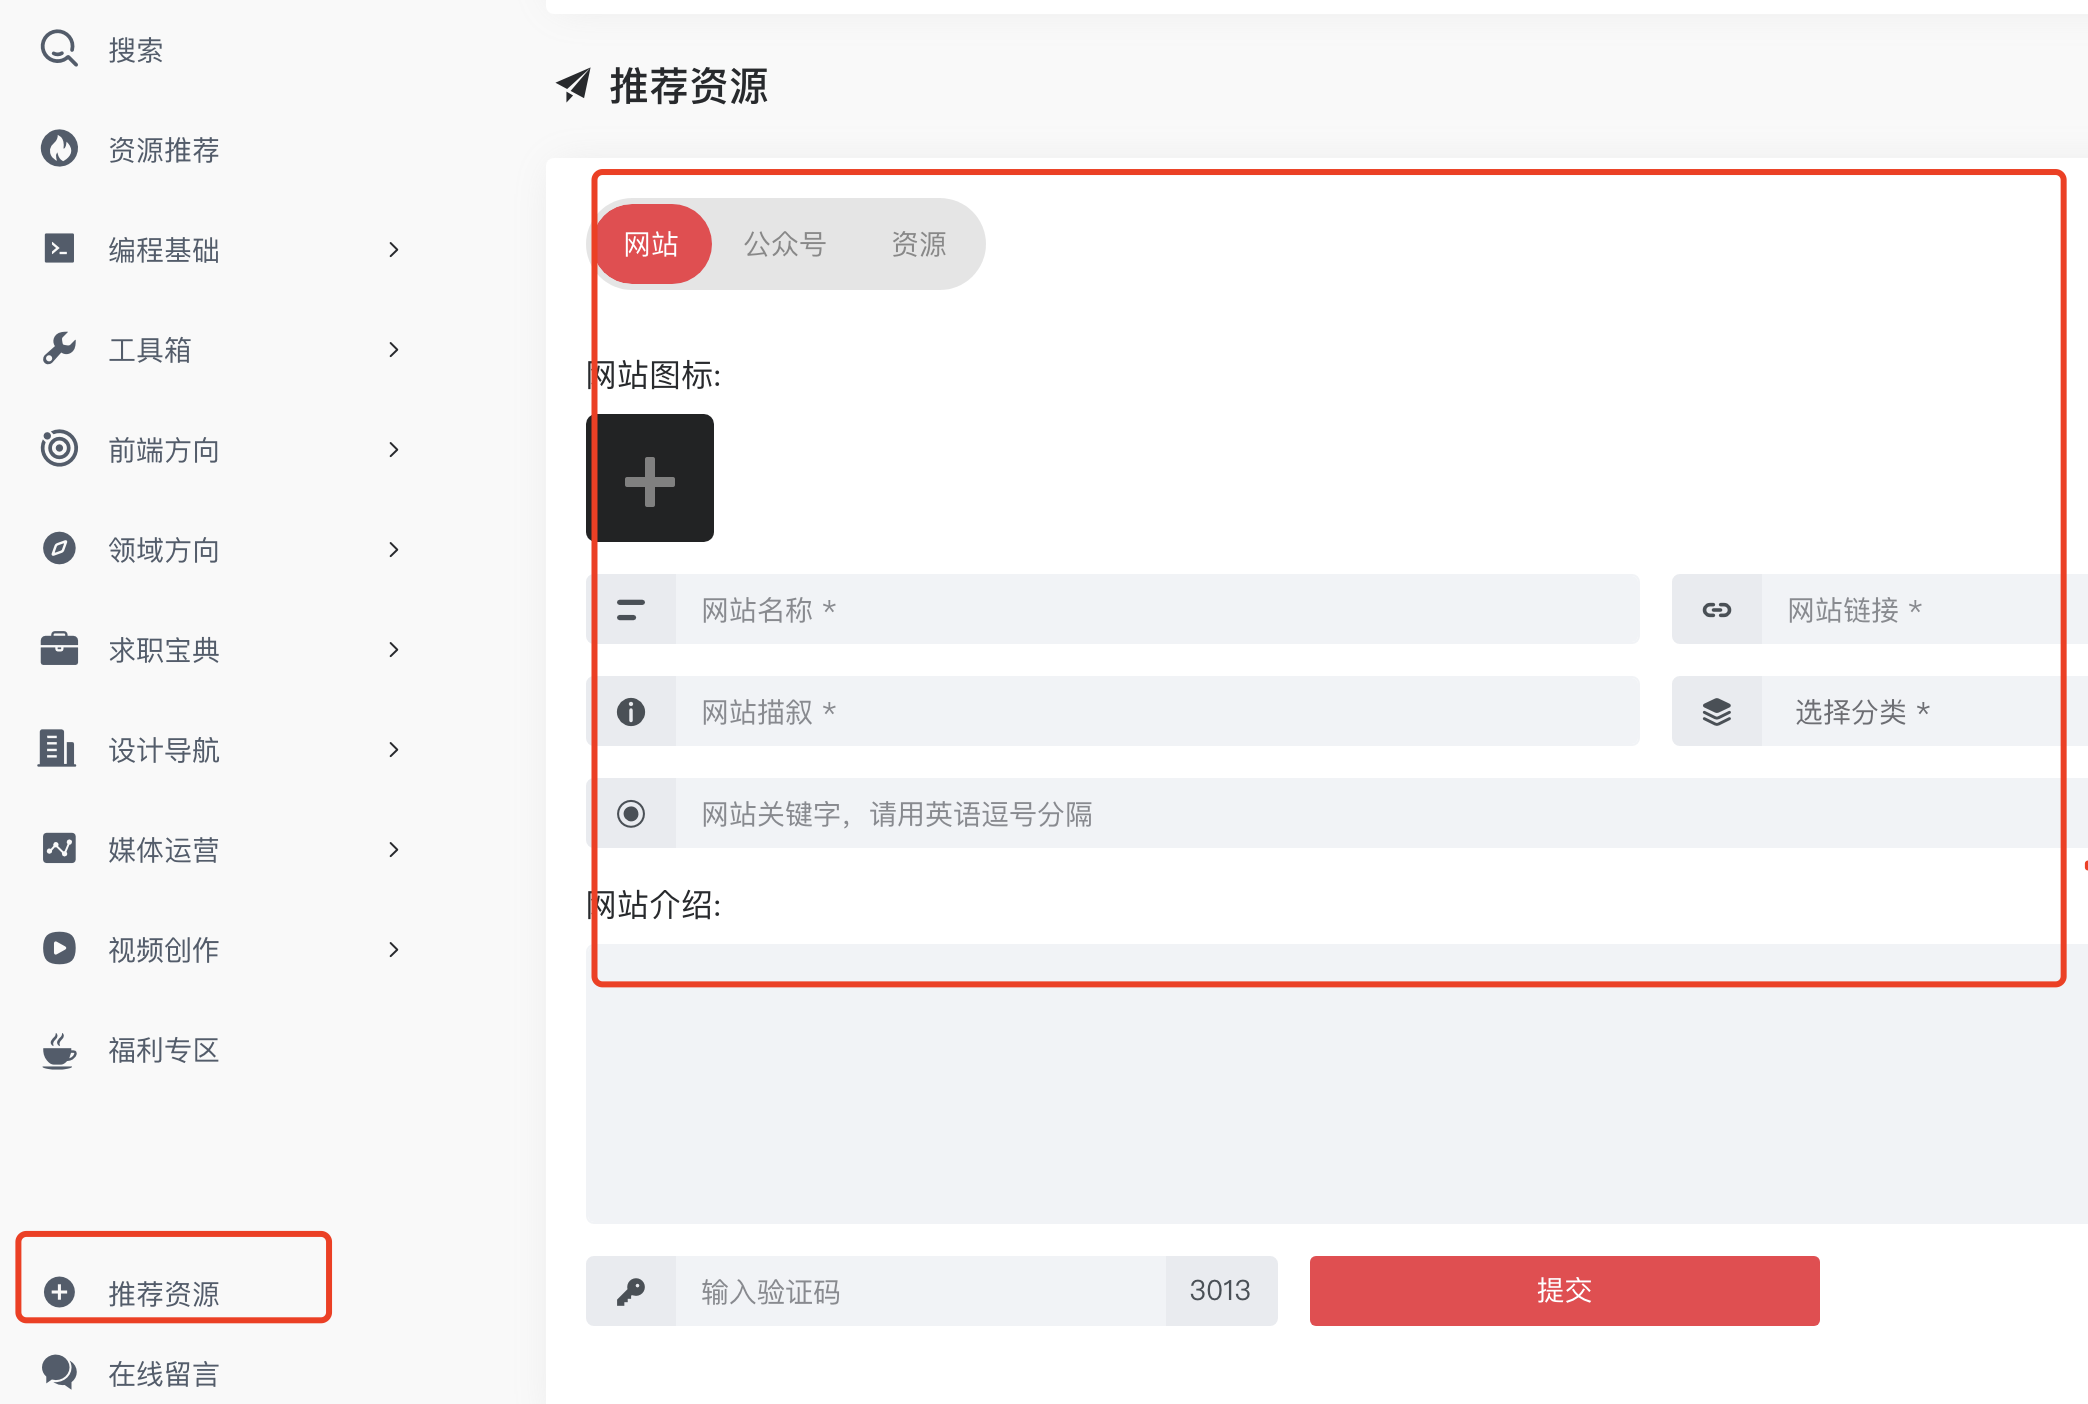 搜索
资源推荐
编程基础
工具箱
前端方向
领域方向
求职宝典
设计导航
媒体运营
视频创作
福利专区
推荐资源
在线留言
推荐资源
网站 公众号 资源
网站图标:
网站名称 * 网站链接 *
网站描叙 * 选择分类 *
网站关键字，请用英语逗号分隔
网站介绍:
输入验证码 3013 提交